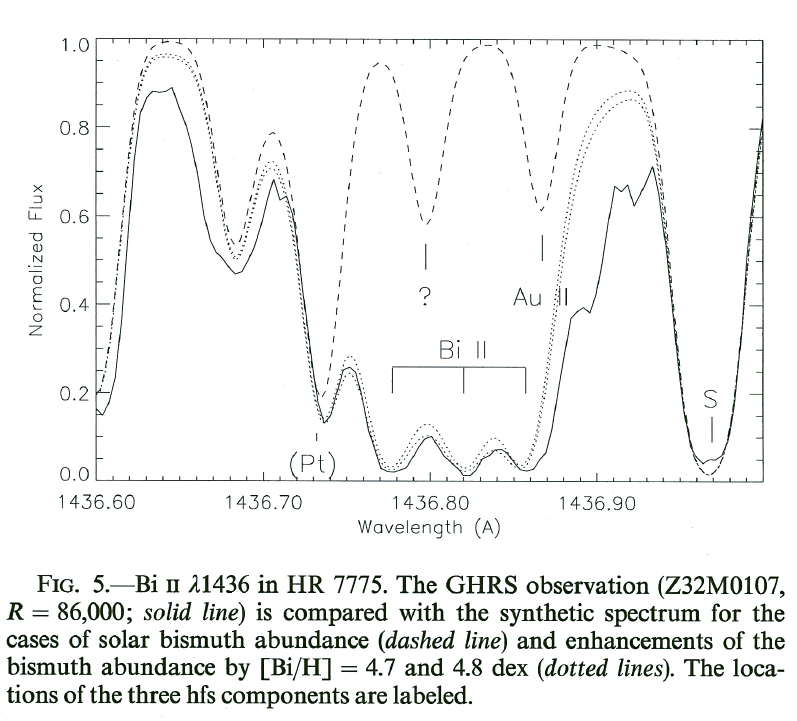 1.0
0.8
0.6
0.4
0.2
0.0
Normalized Flux
?
Au II
Bi II
S
(Pt)
1436.60 1436.70 1436.80 1436.90
Wavelength (A)
FIG. 5.—Bi II λ1436 in HR 7775. The GHRS observation (Z32M0107,
R = 86,000; solid line) is compared with the synthetic spectrum for the
cases of solar bismuth abundance (dashed line) and enhancements of the
bismuth abundance by [Bi/H] = 4.7 and 4.8 dex (dotted lines). The loca-
tions of the three hfs components are labeled.